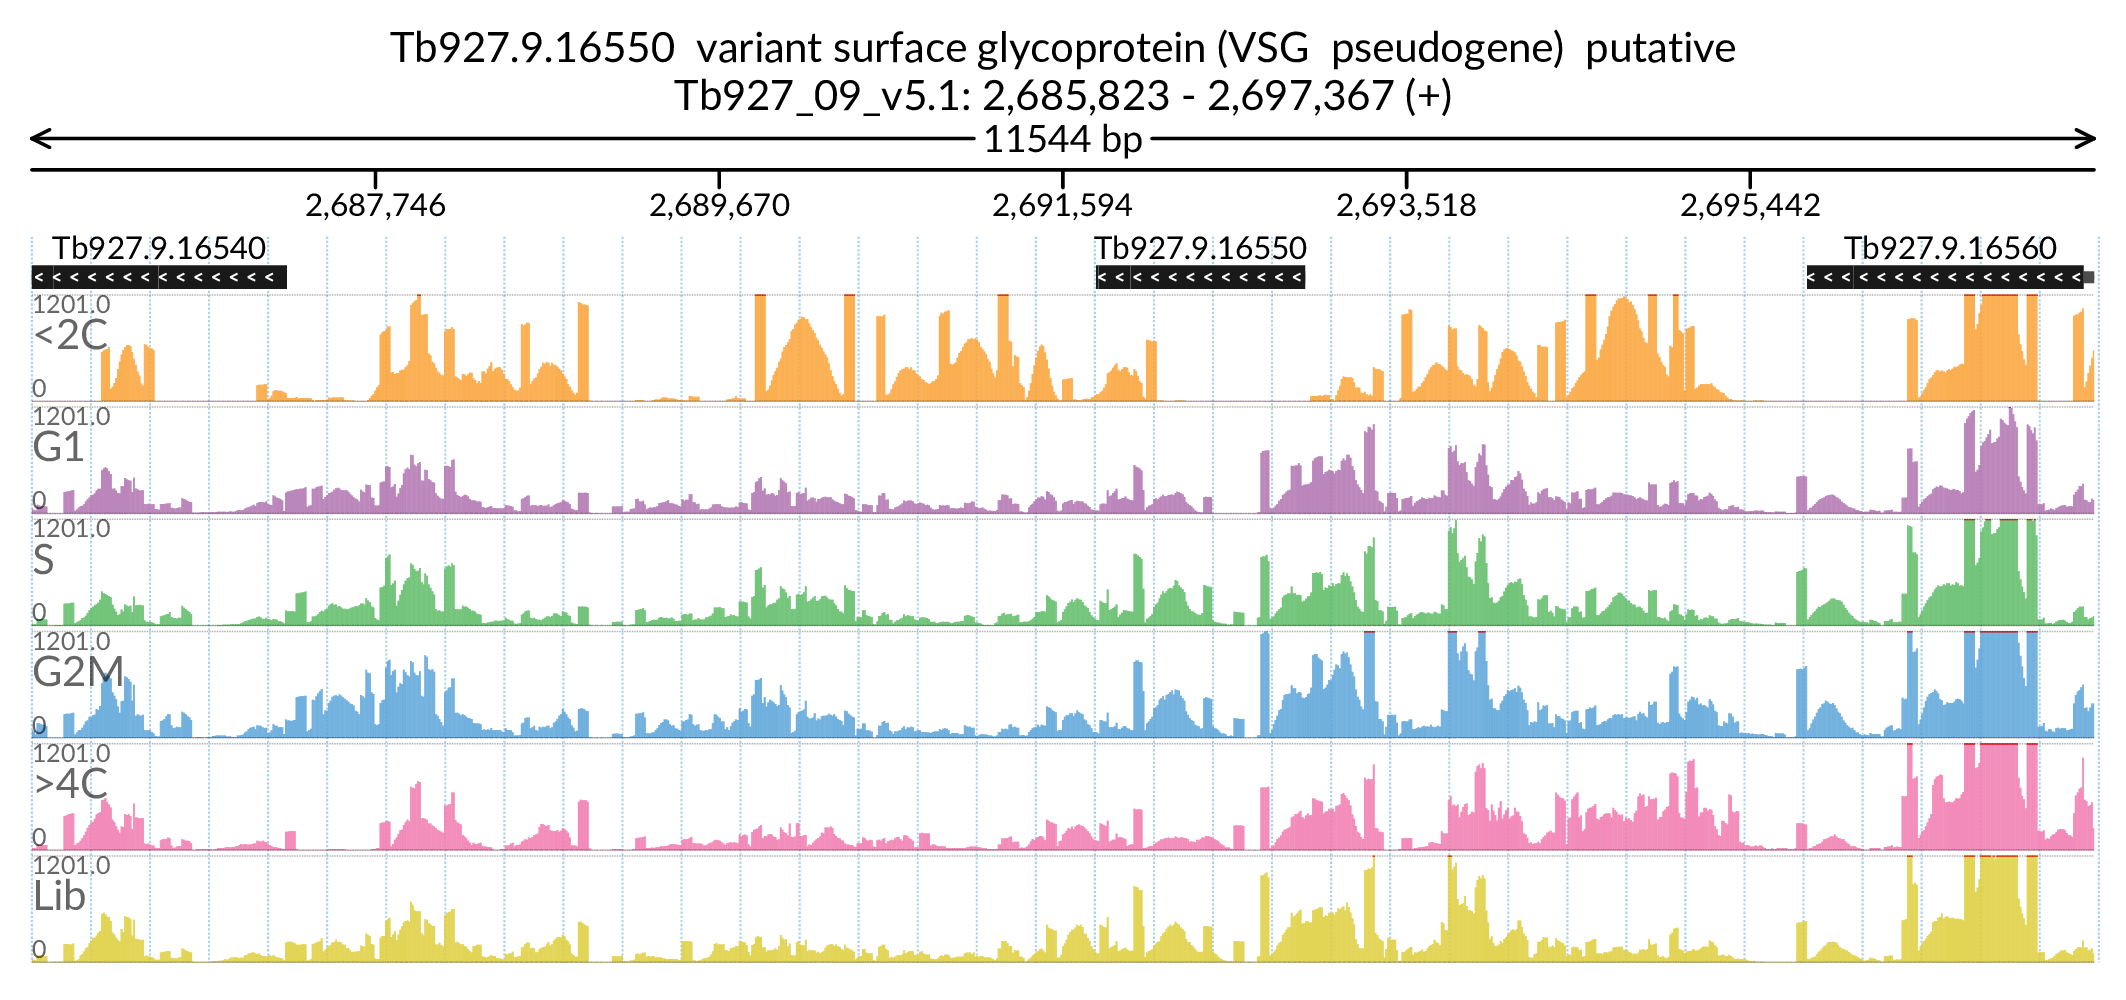 Tb927.9.16550  variant surface glycoprotein (VSG  pseudogene)  putative
Tb927_09_v5.1: 2,685,823 - 2,697,367 (+)
11544 bp
2,687,746 2,689,670 2,691,594 2,693,518 2,695,442
Tb927.9.16540 Tb927.9.16550 Tb927.9.16560
1201.0
<2C
0
1201.0
G1
0
1201.0
S
0
1201.0
G2M
0
1201.0
>4C
0
1201.0
Lib
0